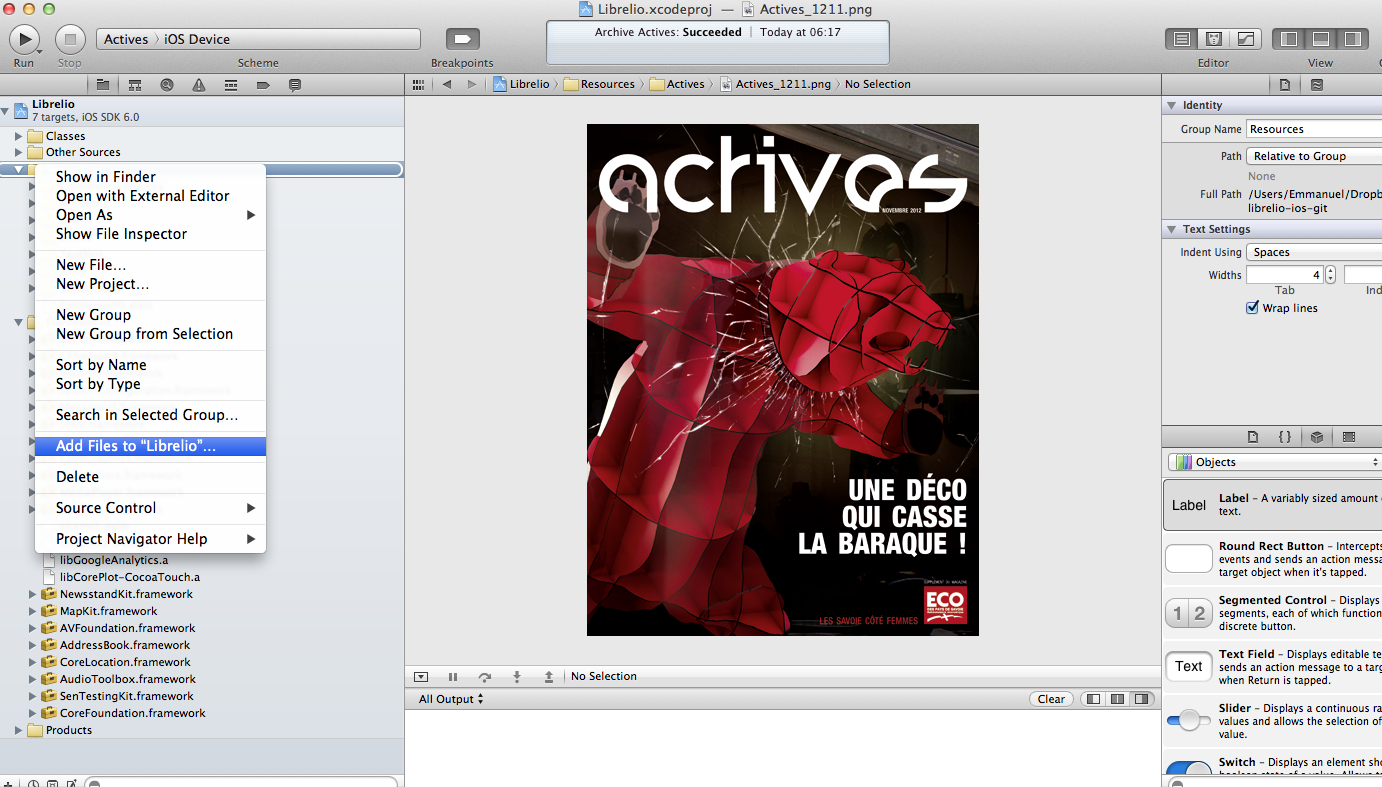 Librelio.xcodeproj — Actives_1211.png
Run
Stop
Actives › iOS Device
Scheme
Breakpoints
Archive Actives: Succeeded | Today at 06:17
Editor
View
Librelio
7 targets, iOS SDK 6.0
Classes
Other Sources
Show in Finder
Open with External Editor
Open As
Show File Inspector
New File...
New Project...
New Group
New Group from Selection
Sort by Name
Sort by Type
Search in Selected Group...
Add Files to “Librelio”...
Delete
Source Control
Project Navigator Help
libGoogleAnalytics.a
libCorePlot-CocoaTouch.a
NewsstandKit.framework
MapKit.framework
AVFoundation.framework
AddressBook.framework
CoreLocation.framework
AudioToolbox.framework
SenTestingKit.framework
CoreFoundation.framework
Products
Librelio › Resources › Actives › Actives_1211.png › No Selection
actives
NOVEMBRE 2012
UNE DÉCO
QUI CASSE
LA BARAQUE !
SUPPLÉMENT DU MAGAZINE
ECO
DES PAYS DE SAVOIE
LES SAVOIE CÔTÉ FEMMES
No Selection
All Output
Clear
Identity
Group Name Resources
Path Relative to Group
None
Full Path /Users/Emmanuel/Dropb
librelio-ios-git
Text Settings
Indent Using Spaces
Widths 4
Tab
Ind
Wrap lines
{}
Objects
Label
Label – A variably sized amount
text.
Round Rect Button – Intercepts
events and sends an action messa
target object when it's tapped.
1 2
Segmented Control – Displays
segments, each of which function
discrete button.
Text
Text Field – Displays editable te
sends an action message to a targ
when Return is tapped.
Slider – Displays a continuous ra
values and allows the selection of
value.
Switch – Displays an element sho